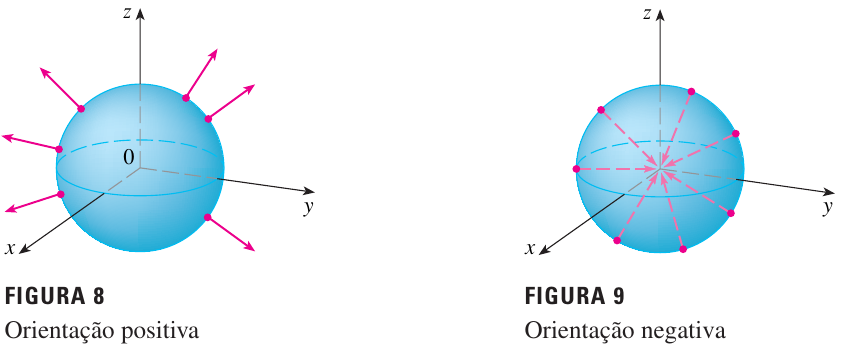 z
0
y
x
FIGURA 8
Orientação positiva
z
y
x
FIGURA 9
Orientação negativa